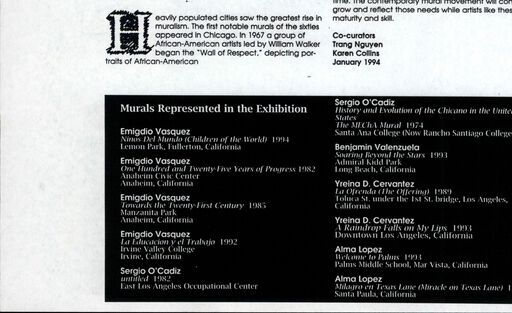 Heavily populated cities saw the greatest rise in
muralism. The first notable murals of the sixties
appeared in Chicago. In 1967 a group of
African-American artists led by William Walker
began the "Wall of Respect," depicting por-
traits of African-American
time. The contemporary mural movement will con
grow and reflect those needs while artists like thes
maturity and skill.
Co-curators
Trang Nguyen
Karen Collins
January 1994
Murals Represented in the Exhibition
Emigdio Vasquez
Ninos Del Mundo (Children of the World) 1994
Lemon Park, Fullerton, California
Emigdio Vasquez
One Hundred and Twenty-Five Years of Progress 1982
Anaheim Civic Center
Anaheim, California
Emigdio Vasquez
Towards the Twenty-First Century 1985
Manzanita Park
Anaheim, California
Emigdio Vasquez
La Educacion y el Trabajo 1992
Irvine Valley College
Irvine, California
Sergio O'Cadiz
untitled 1982
East Los Angeles Occupational Center
Sergio O'Cadiz
History and Evolution of the Chicano in the United
States
The MEChA Mural 1974
Santa Ana College (Now Rancho Santiago College
Benjamin Valenzuela
Soaring Beyond the Stars 1993
Admiral Kidd Park
Long Beach, California
Yreina D. Cervantez
La Ofrenda (The Offering) 1989
Toluca St. under the 1st St. bridge, Los Angeles,
California
Yreina D. Cervantez
A Raindrop Falls on My Lips 1993
Downtown Los Angeles, California
Alma Lopez
Welcome to Palms 1993
Palms Middle School, Mar Vista, California
Alma Lopez
Milagro en Texas Lane (Miracle on Texas Lane) 1
Santa Paula, California